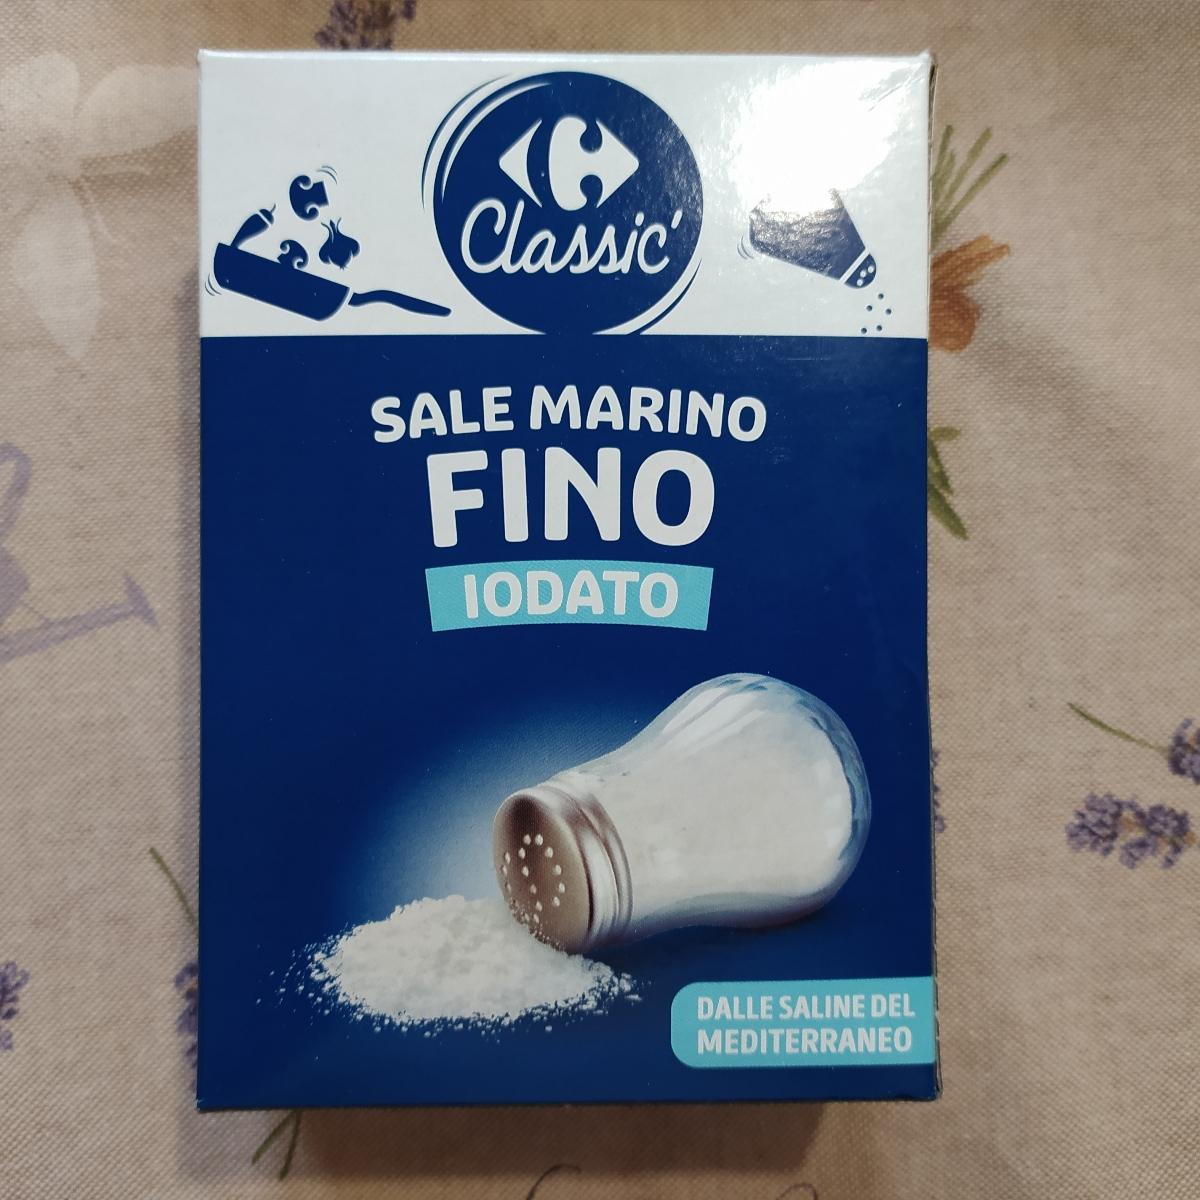 Classic'
SALE MARINO
FINO
IODATO
DALLE SALINE DEL
MEDITERRANEO